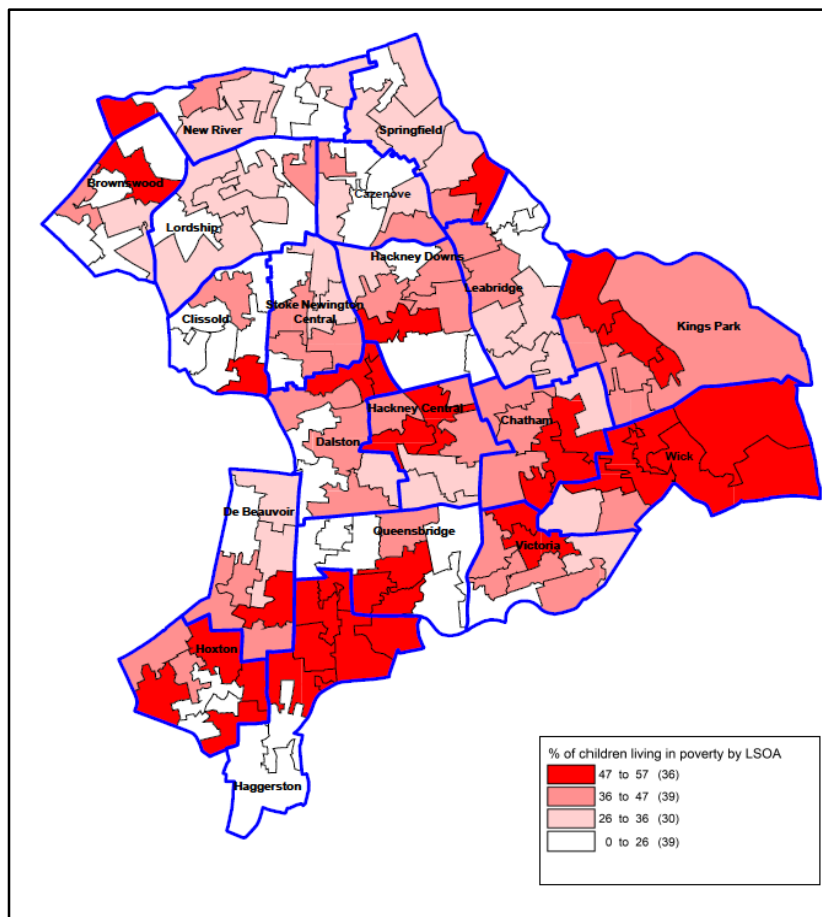 New River
Springfield
Brownswood
Cazenove
Lordship
Hackney Downs
Leabridge
Stoke Newington
Central
Clissold
Kings Park
Hackney Central
Chatham
Dalston
Wick
De Beauvoir
Queensbridge
Victoria
Hoxton
Haggerston
% of children living in poverty by LSOA
47 to 57 (36)
36 to 47 (39)
26 to 36 (30)
0 to 26 (39)